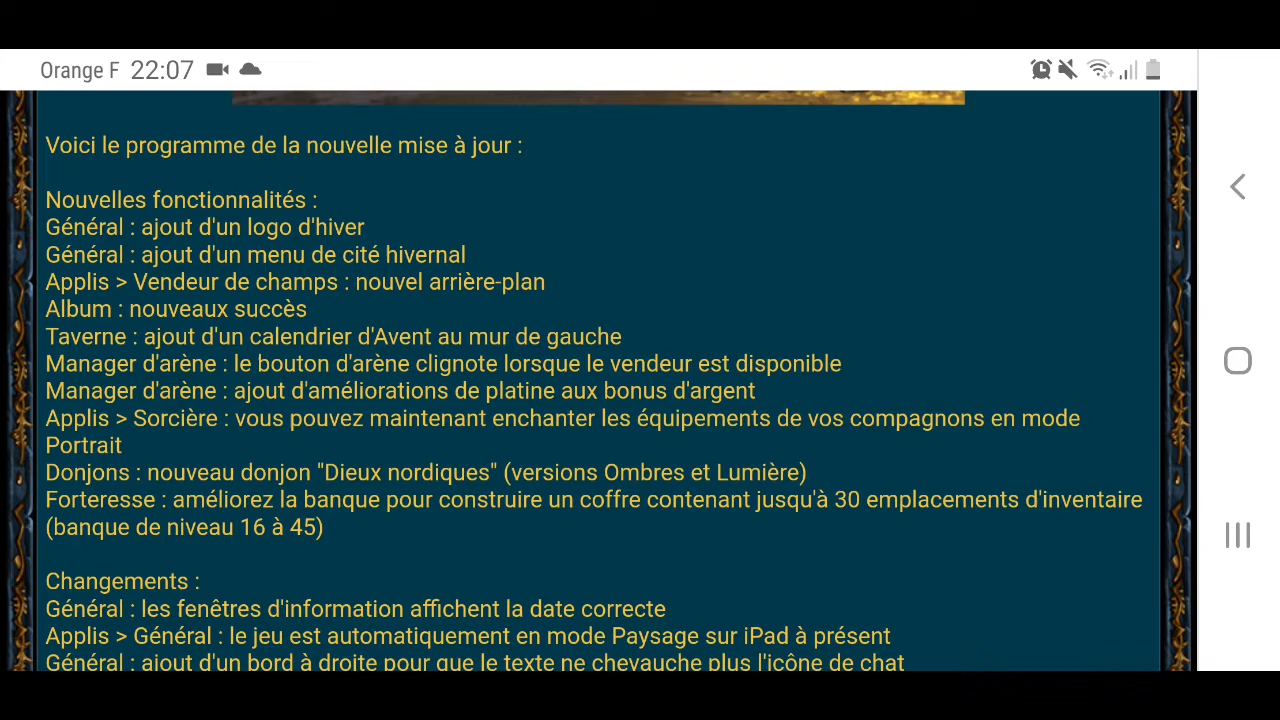 Orange F 22:07
Voici le programme de la nouvelle mise à jour :
Nouvelles fonctionnalités :
Général : ajout d'un logo d'hiver
Général : ajout d'un menu de cité hivernal
Applis > Vendeur de champs : nouvel arrière-plan
Album : nouveaux succès
Taverne : ajout d'un calendrier d'Avent au mur de gauche
Manager d'arène : le bouton d'arène clignote lorsque le vendeur est disponible
Manager d'arène : ajout d'améliorations de platine aux bonus d'argent
Applis > Sorcière : vous pouvez maintenant enchanter les équipements de vos compagnons en mode
Portrait
Donjons : nouveau donjon "Dieux nordiques" (versions Ombres et Lumière)
Forteresse : améliorez la banque pour construire un coffre contenant jusqu'à 30 emplacements d'inventaire
(banque de niveau 16 à 45)
Changements :
Général : les fenêtres d'information affichent la date correcte
Applis > Général : le jeu est automatiquement en mode Paysage sur iPad à présent
Général : ajout d'un bord à droite pour que le texte ne chevauche plus l'icône de chat